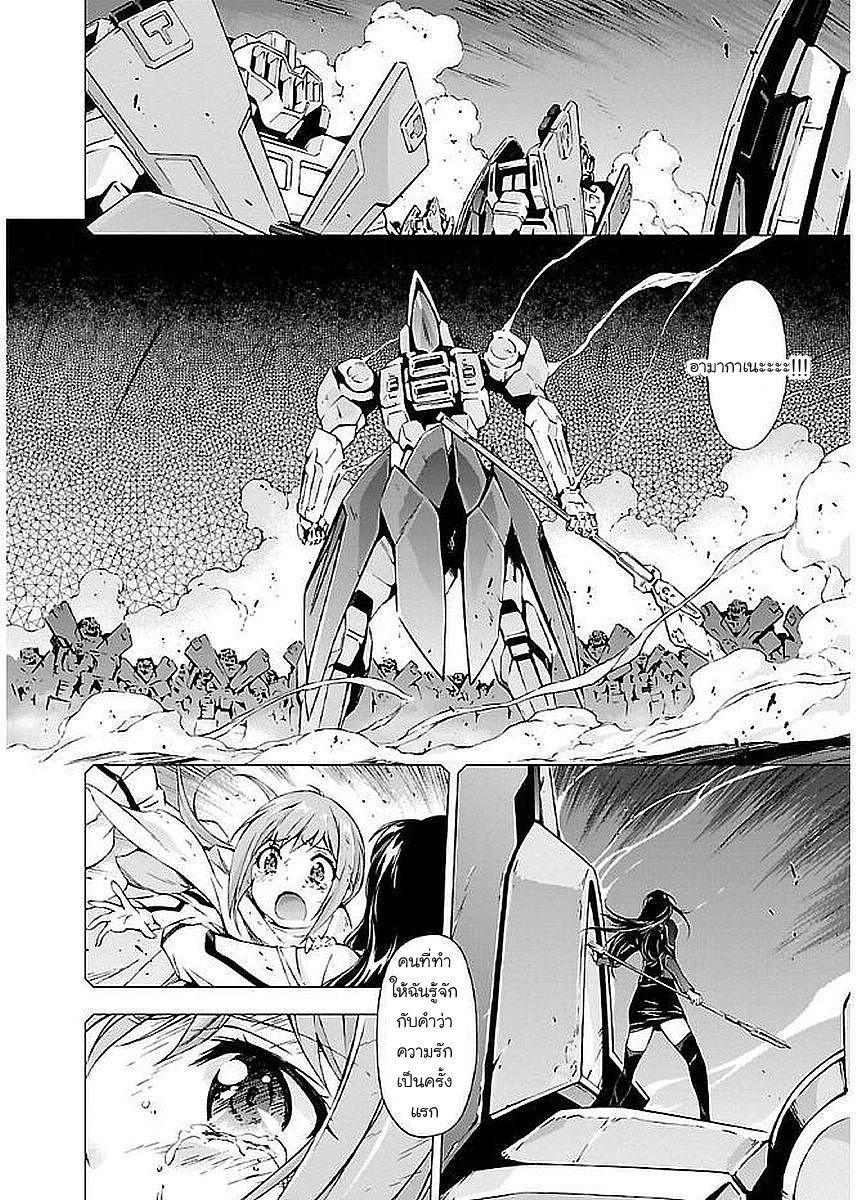 อามากาเนะะะะ!!!
คนที่ทำ
ให้ฉันรู้จัก
กับคำว่า
ความรัก
เป็นครั้ง
แรก